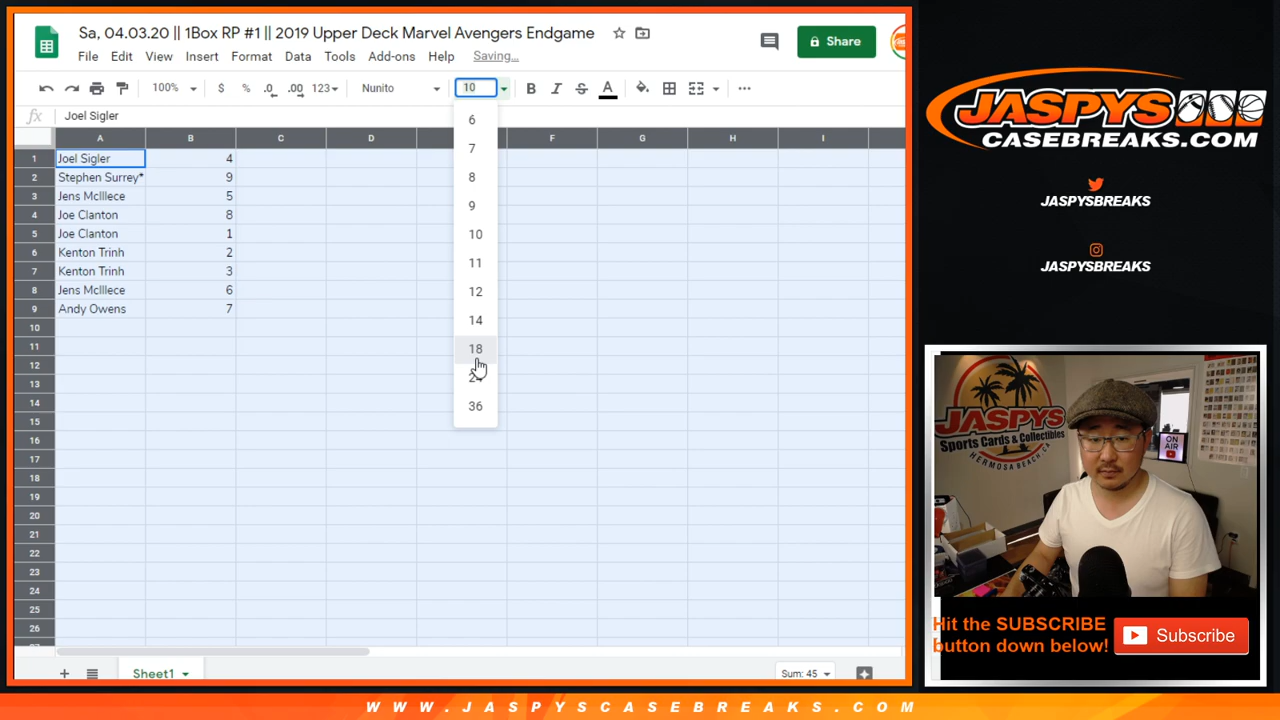 Sa, 04.03.20 || 1Box RP #1 || 2019 Upper Deck Marvel Avengers Endgame
File Edit View Insert Format Data Tools Add-ons Help Saving...
Share
100% $ % .0 .00 123 Nunito 10 B I S A
fx Joel Sigler
A B C D F G H I
1 Joel Sigler 4
2 Stephen Surrey* 9
3 Jens McIllece 5
4 Joe Clanton 8
5 Joe Clanton 1
6 Kenton Trinh 2
7 Kenton Trinh 3
8 Jens McIllece 6
9 Andy Owens 7
10
11
12
13
14
15
16
17
18
19
20
21
22
23
24
25
26
6
7
8
9
10
11
12
14
18
24
36
Sheet1
Sum: 45
JASPYS
CASEBREAKS.COM
JASPYSBREAKS
JASPYSBREAKS
JASPYS
Sports Cards & Collectibles
HERMOSA BEACH, CA
ON
AIR
Hit the SUBSCRIBE
button down below!
Subscribe
WWW.JASPYSCASEBREAKS.COM